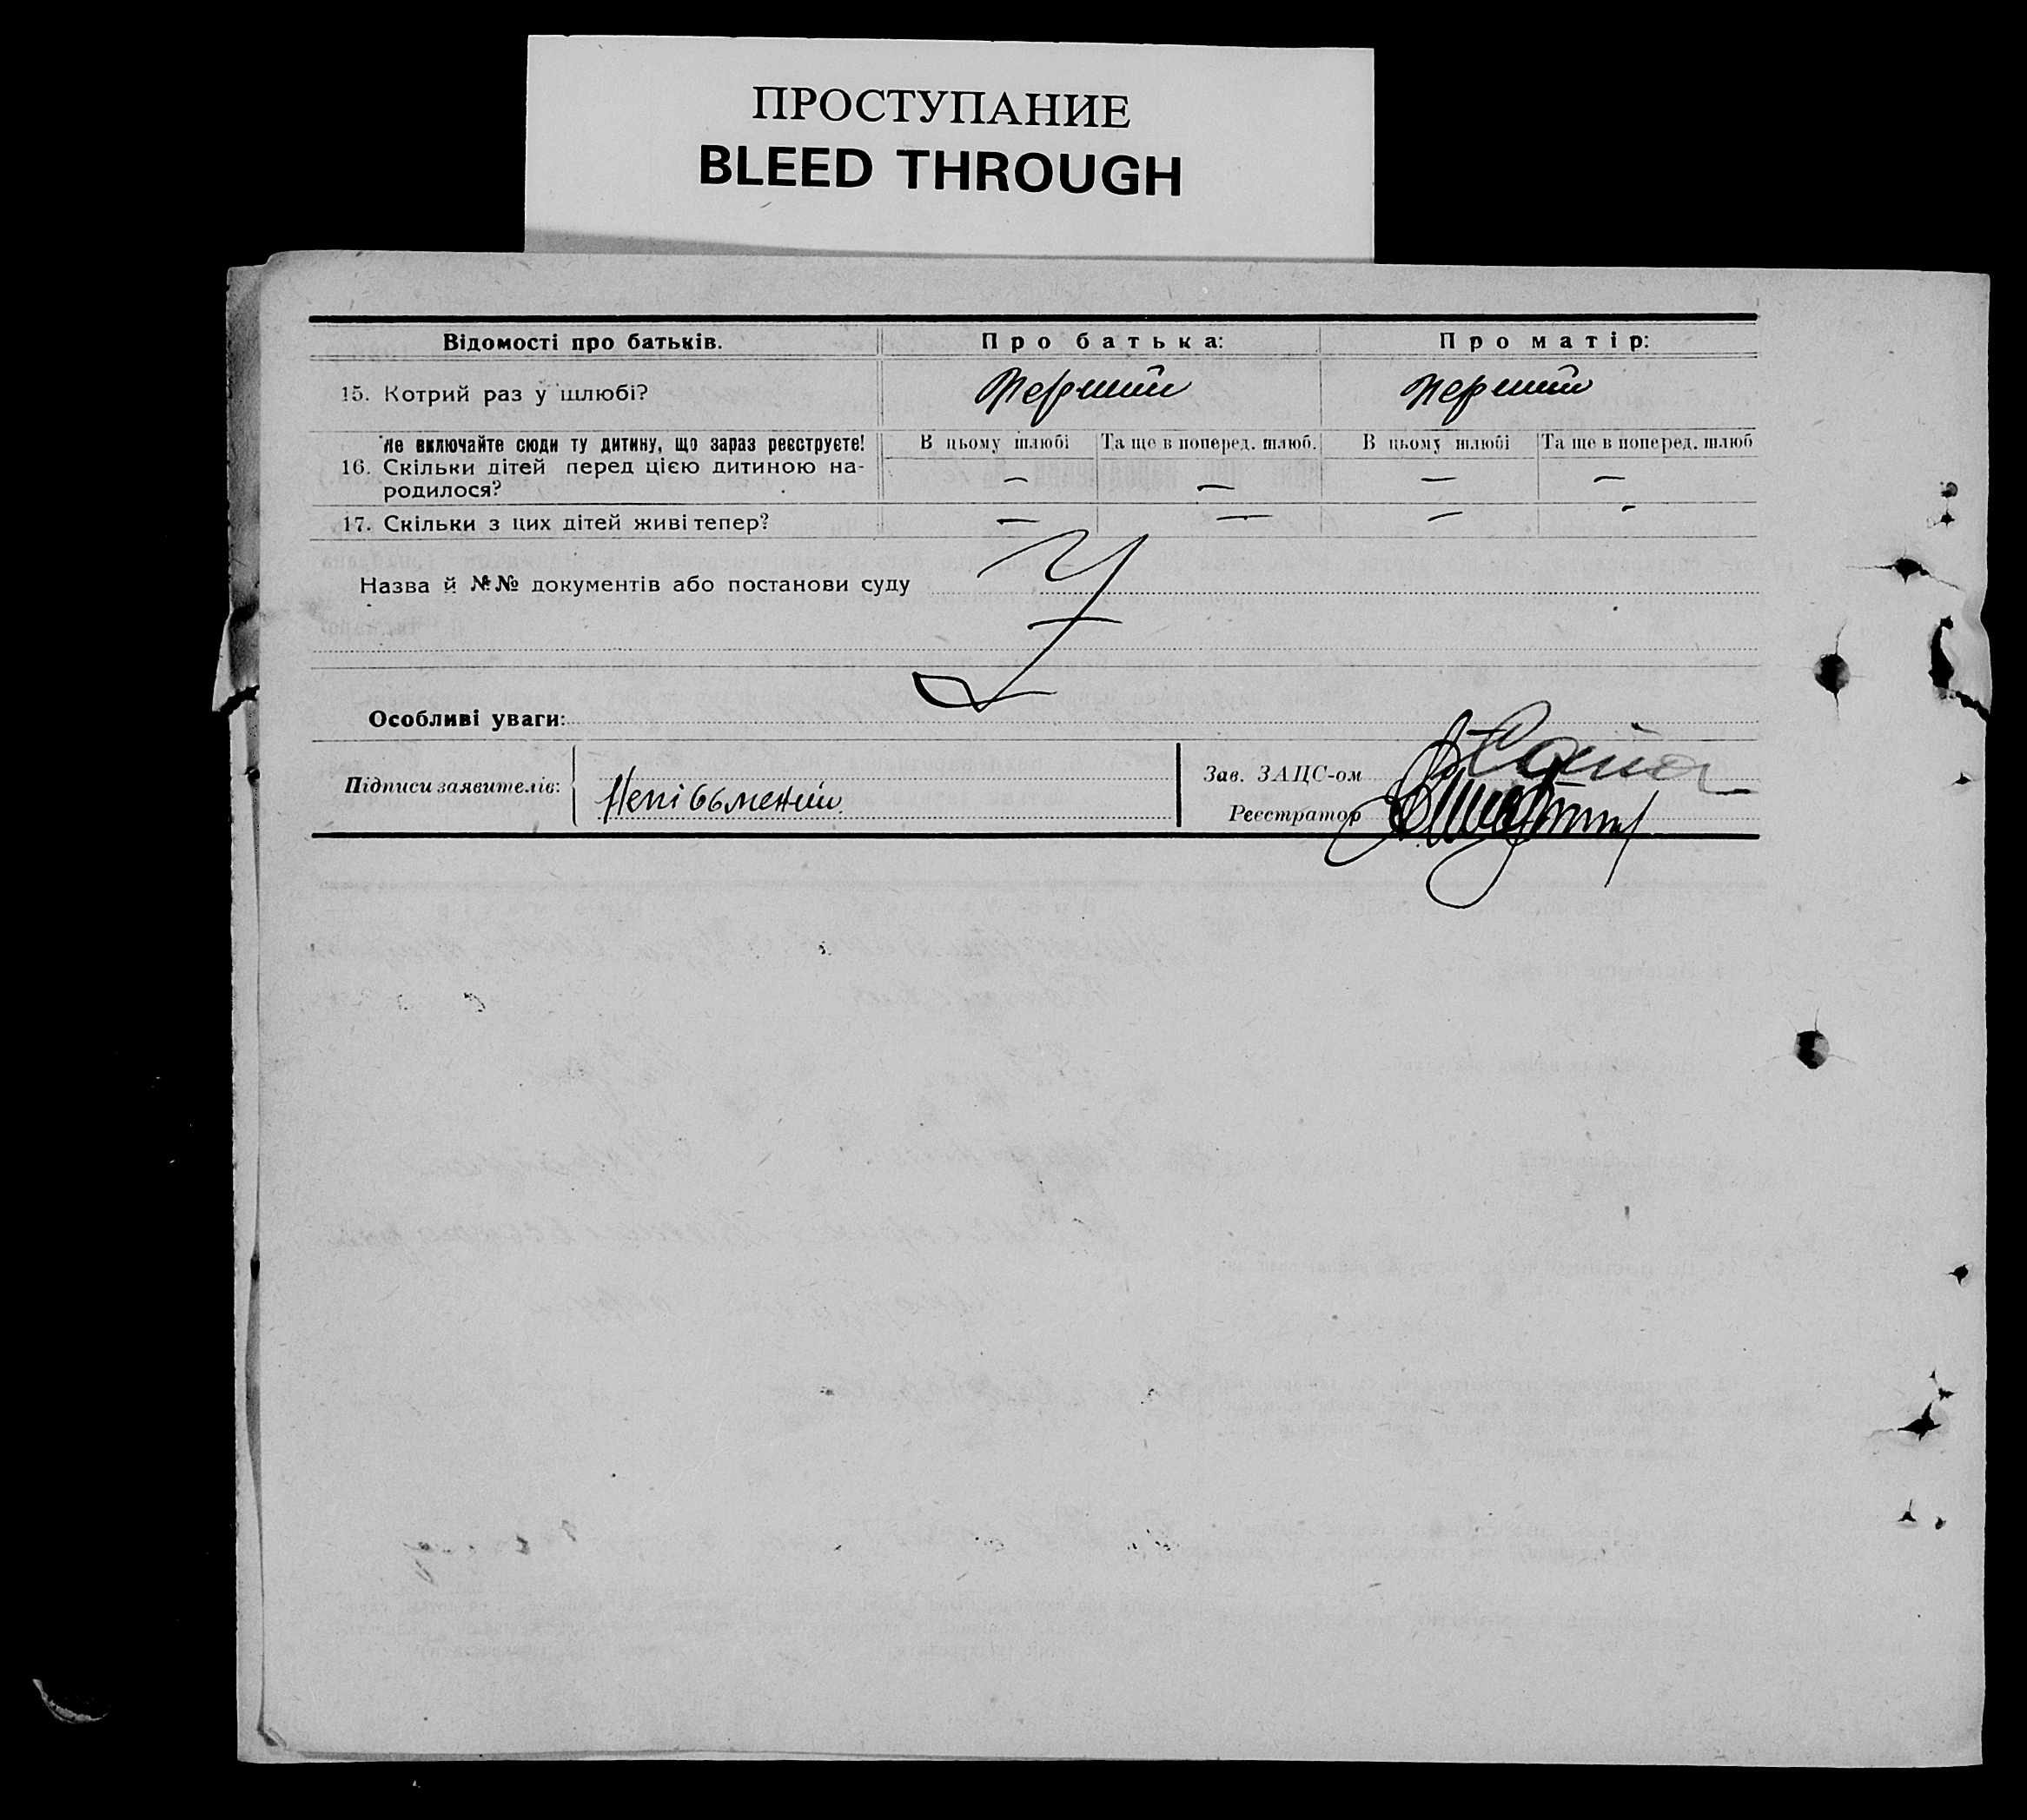 ПРОСТУПАНИЕ
BLEED THROUGH
Відомості про батьків. Про батька: Про матір:
15. Котрий раз у шлюбі? Перший перший
Не включайте сюди ту дитину, що зараз реєструєте! В цьому шлюбі Та ще в поперед. шлюб. В цьому шлюбі Та ще в поперед. шлюб
16. Скільки дітей перед цією дитиною на- — — — —
родилося?
17. Скільки з цих дітей живі тепер? — — — -
Назва й №№ документів або постанови суду
Особливі уваги:
Підписи заявителів: Зав. ЗАЦС-ом
Реєстратор